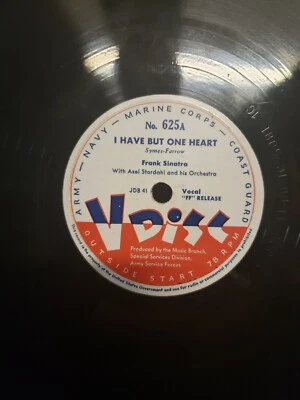 ARMY — NAVY — MARINE CORPS — COAST GUARD
No. 625A
I HAVE BUT ONE HEART
Symes-Farrow
Frank Sinatra
With Axel Stordahl and his Orchestra
JDB 41
Vocal
"FF" RELEASE
V Disc
Produced by the Music Branch,
Special Services Division,
Army Service Forces
OUTSIDE START 78 RPM